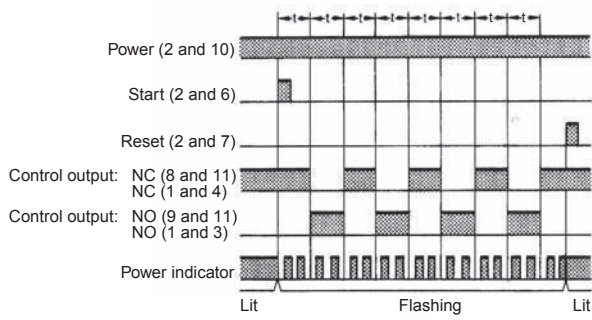 t t t t t t t t
Power (2 and 10)
Start (2 and 6)
Reset (2 and 7)
Control output: NC (8 and 11)
NC (1 and 4)
Control output: NO (9 and 11)
NO (1 and 3)
Power indicator
Lit Flashing Lit